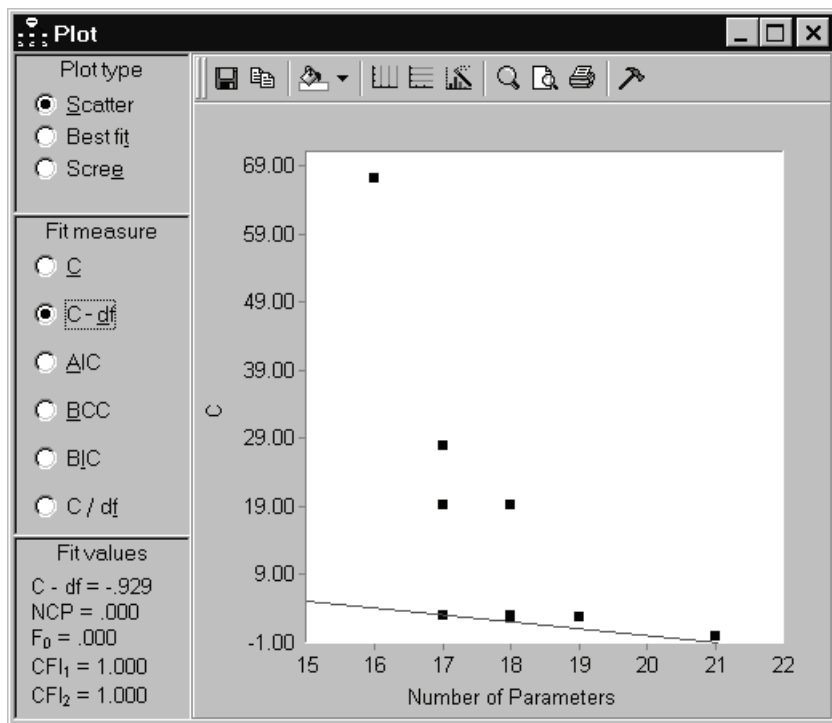 Plot
Plot type
Scatter
Best fit
Scree
Fit measure
C
C - df
AIC
BCC
BIC
C / df
Fit values
C - df = -.929
NCP = .000
F0 = .000
CFI1 = 1.000
CFI2 = 1.000
69.00
59.00
49.00
39.00
29.00
19.00
9.00
-1.00
C
15 16 17 18 19 20 21 22
Number of Parameters